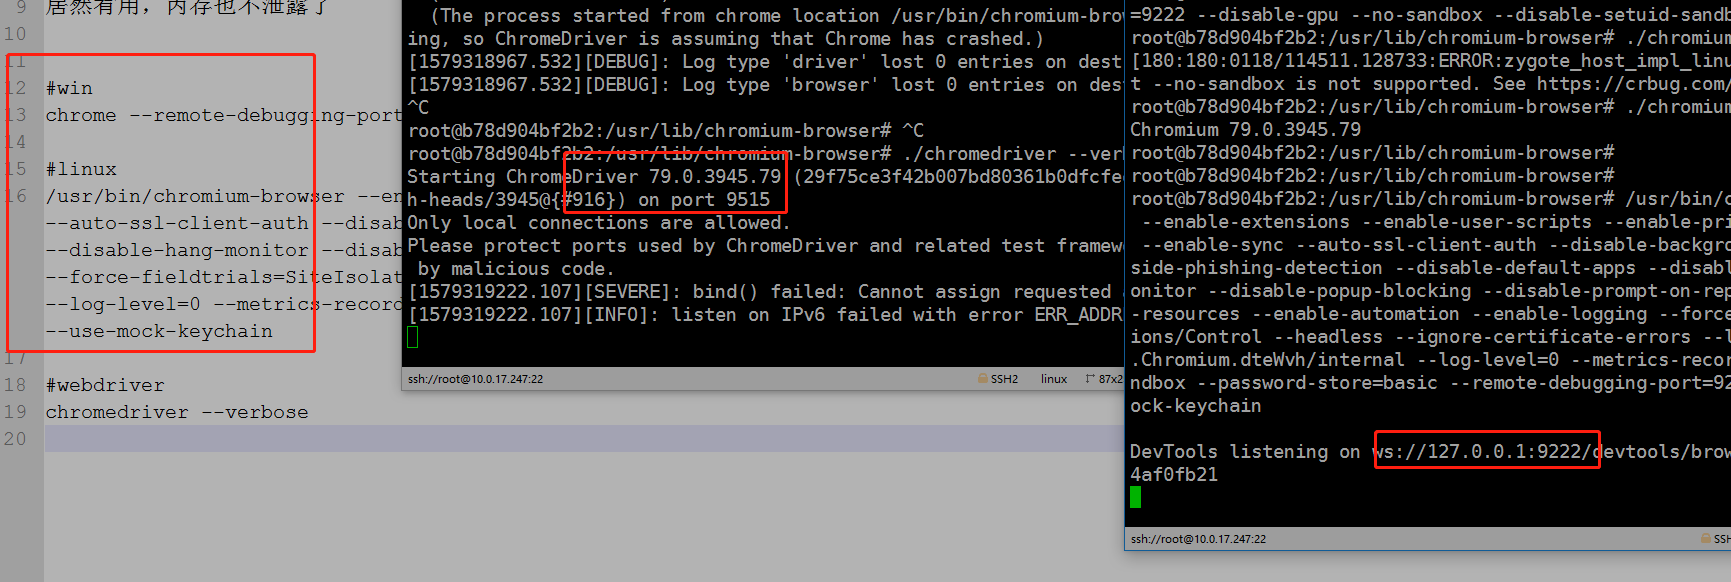 9 居然有用，内存也不泄露了
10
11
12 #win
13 chrome --remote-debugging-port
14
15 #linux
16 /usr/bin/chromium-browser --en
--auto-ssl-client-auth --disab
--disable-hang-monitor --disab
--force-fieldtrials=SiteIsolat
--log-level=0 --metrics-record
--use-mock-keychain
17
18 #webdriver
19 chromedriver --verbose
20
(The process started from chrome location /usr/bin/chromium-brow
ing, so ChromeDriver is assuming that Chrome has crashed.)
[1579318967.532][DEBUG]: Log type 'driver' lost 0 entries on dest
[1579318967.532][DEBUG]: Log type 'browser' lost 0 entries on des
^C
root@b78d904bf2b2:/usr/lib/chromium-browser# ^C
root@b78d904bf2b2:/usr/lib/chromium-browser# ./chromedriver --verb
Starting ChromeDriver 79.0.3945.79 (29f75ce3f42b007bd80361b0dfcfe
h-heads/3945@{#916}) on port 9515
Only local connections are allowed.
Please protect ports used by ChromeDriver and related test framew
by malicious code.
[1579319222.107][SEVERE]: bind() failed: Cannot assign requested
[1579319222.107][INFO]: listen on IPv6 failed with error ERR_ADDR
ssh://root@10.0.17.247:22 SSH2 linux 87x2
=9222 --disable-gpu --no-sandbox --disable-setuid-sandb
root@b78d904bf2b2:/usr/lib/chromium-browser# ./chromium
[180:180:0118/114511.128733:ERROR:zygote_host_impl_linu
t --no-sandbox is not supported. See https://crbug.com/
root@b78d904bf2b2:/usr/lib/chromium-browser# ./chromium
Chromium 79.0.3945.79
root@b78d904bf2b2:/usr/lib/chromium-browser#
root@b78d904bf2b2:/usr/lib/chromium-browser#
root@b78d904bf2b2:/usr/lib/chromium-browser# /usr/bin/c
--enable-extensions --enable-user-scripts --enable-pri
--enable-sync --auto-ssl-client-auth --disable-backgro
side-phishing-detection --disable-default-apps --disabl
onitor --disable-popup-blocking --disable-prompt-on-rep
-resources --enable-automation --enable-logging --force
ions/Control --headless --ignore-certificate-errors --l
.Chromium.dteWvh/internal --log-level=0 --metrics-recor
ndbox --password-store=basic --remote-debugging-port=92
ock-keychain
DevTools listening on ws://127.0.0.1:9222/devtools/brow
4af0fb21
ssh://root@10.0.17.247:22 SSH